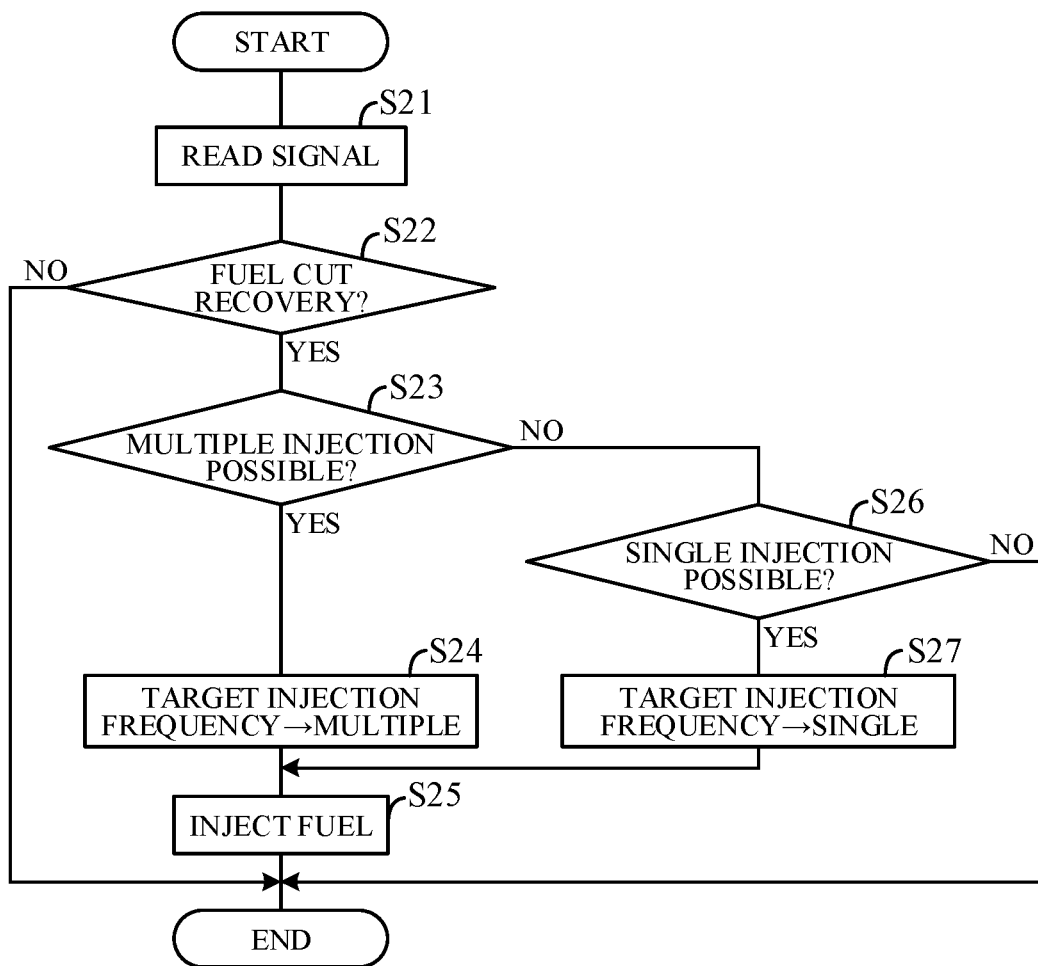 START
S21
READ SIGNAL
S22
NO
FUEL CUT
RECOVERY?
YES
S23
MULTIPLE INJECTION
POSSIBLE?
NO
YES
S26
SINGLE INJECTION
POSSIBLE?
NO
YES
S24
TARGET INJECTION
FREQUENCY→MULTIPLE
S27
TARGET INJECTION
FREQUENCY→SINGLE
S25
INJECT FUEL
END